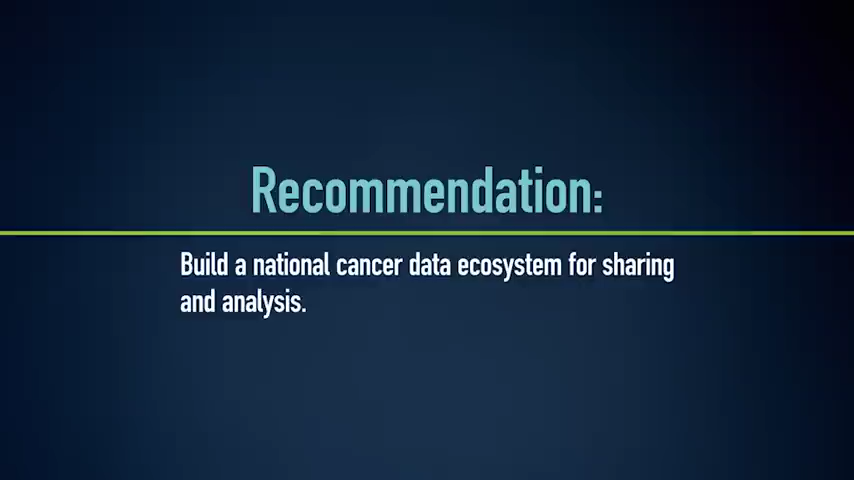 Recommendation:
Build a national cancer data ecosystem for sharing
and analysis.